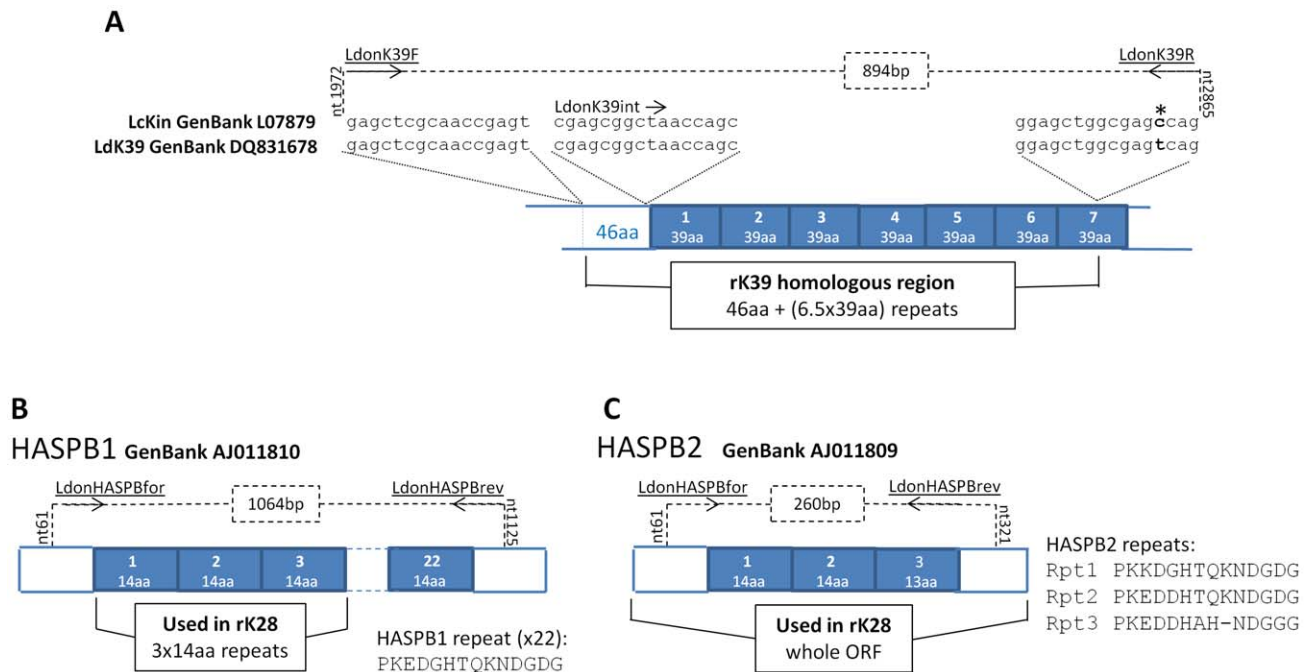 A
LdonK39F
LdonK39R
894bp
nt 1972
nt2865
LdonK39int
*
LcKin GenBank L07879 gagctcgcaaccgagt cgagcggctaaccagc ggagctggcgagccag
LdK39 GenBank DQ831678 gagctcgcaaccgagt cgagcggctaaccagc ggagctggcgagtcag
46aa
1 2 3 4 5 6 7
39aa 39aa 39aa 39aa 39aa 39aa 39aa
rK39 homologous region
46aa + (6.5x39aa) repeats
B
HASPB1 GenBank AJ011810
LdonHASPBfor
LdonHASPBrev
1064bp
nt61
nt1125
1 2 3 22
14aa 14aa 14aa 14aa
Used in rK28
3x14aa repeats
HASPB1 repeat (x22):
PKEDGHTQKNDGDG
C
HASPB2 GenBank AJ011809
LdonHASPBfor
LdonHASPBrev
260bp
nt61
nt321
1 2 3
14aa 14aa 13aa
Used in rK28
whole ORF
HASPB2 repeats:
Rpt1 PKKDGHTQKNDGDG
Rpt2 PKEDDHTQKNDGDG
Rpt3 PKEDDHAH-NDGGG